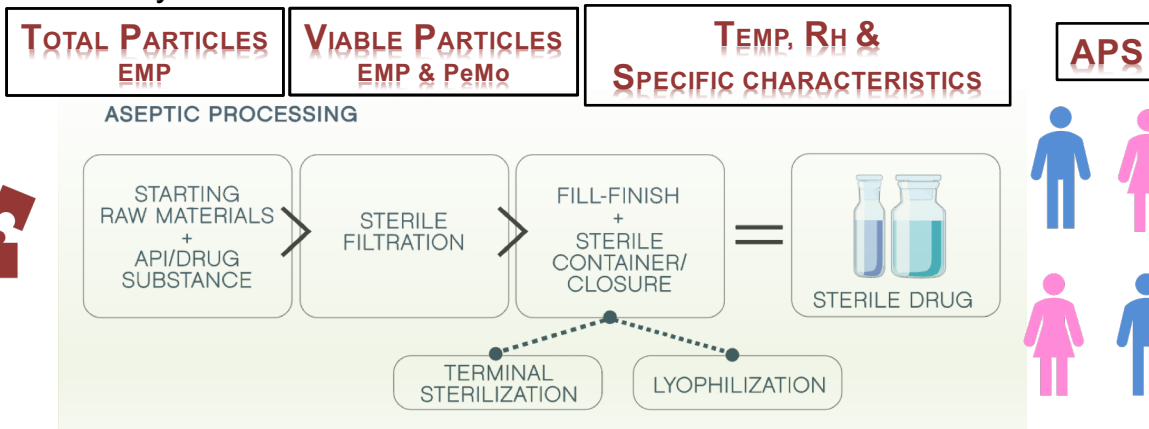 TOTAL PARTICLES
EMP
VIABLE PARTICLES
EMP & PeMo
TEMP, RH &
SPECIFIC CHARACTERISTICS
APS
ASEPTIC PROCESSING
STARTING
RAW MATERIALS
+
API/DRUG
SUBSTANCE
STERILE
FILTRATION
FILL-FINISH
+
STERILE
CONTAINER/
CLOSURE
=
STERILE DRUG
TERMINAL
STERILIZATION
LYOPHILIZATION